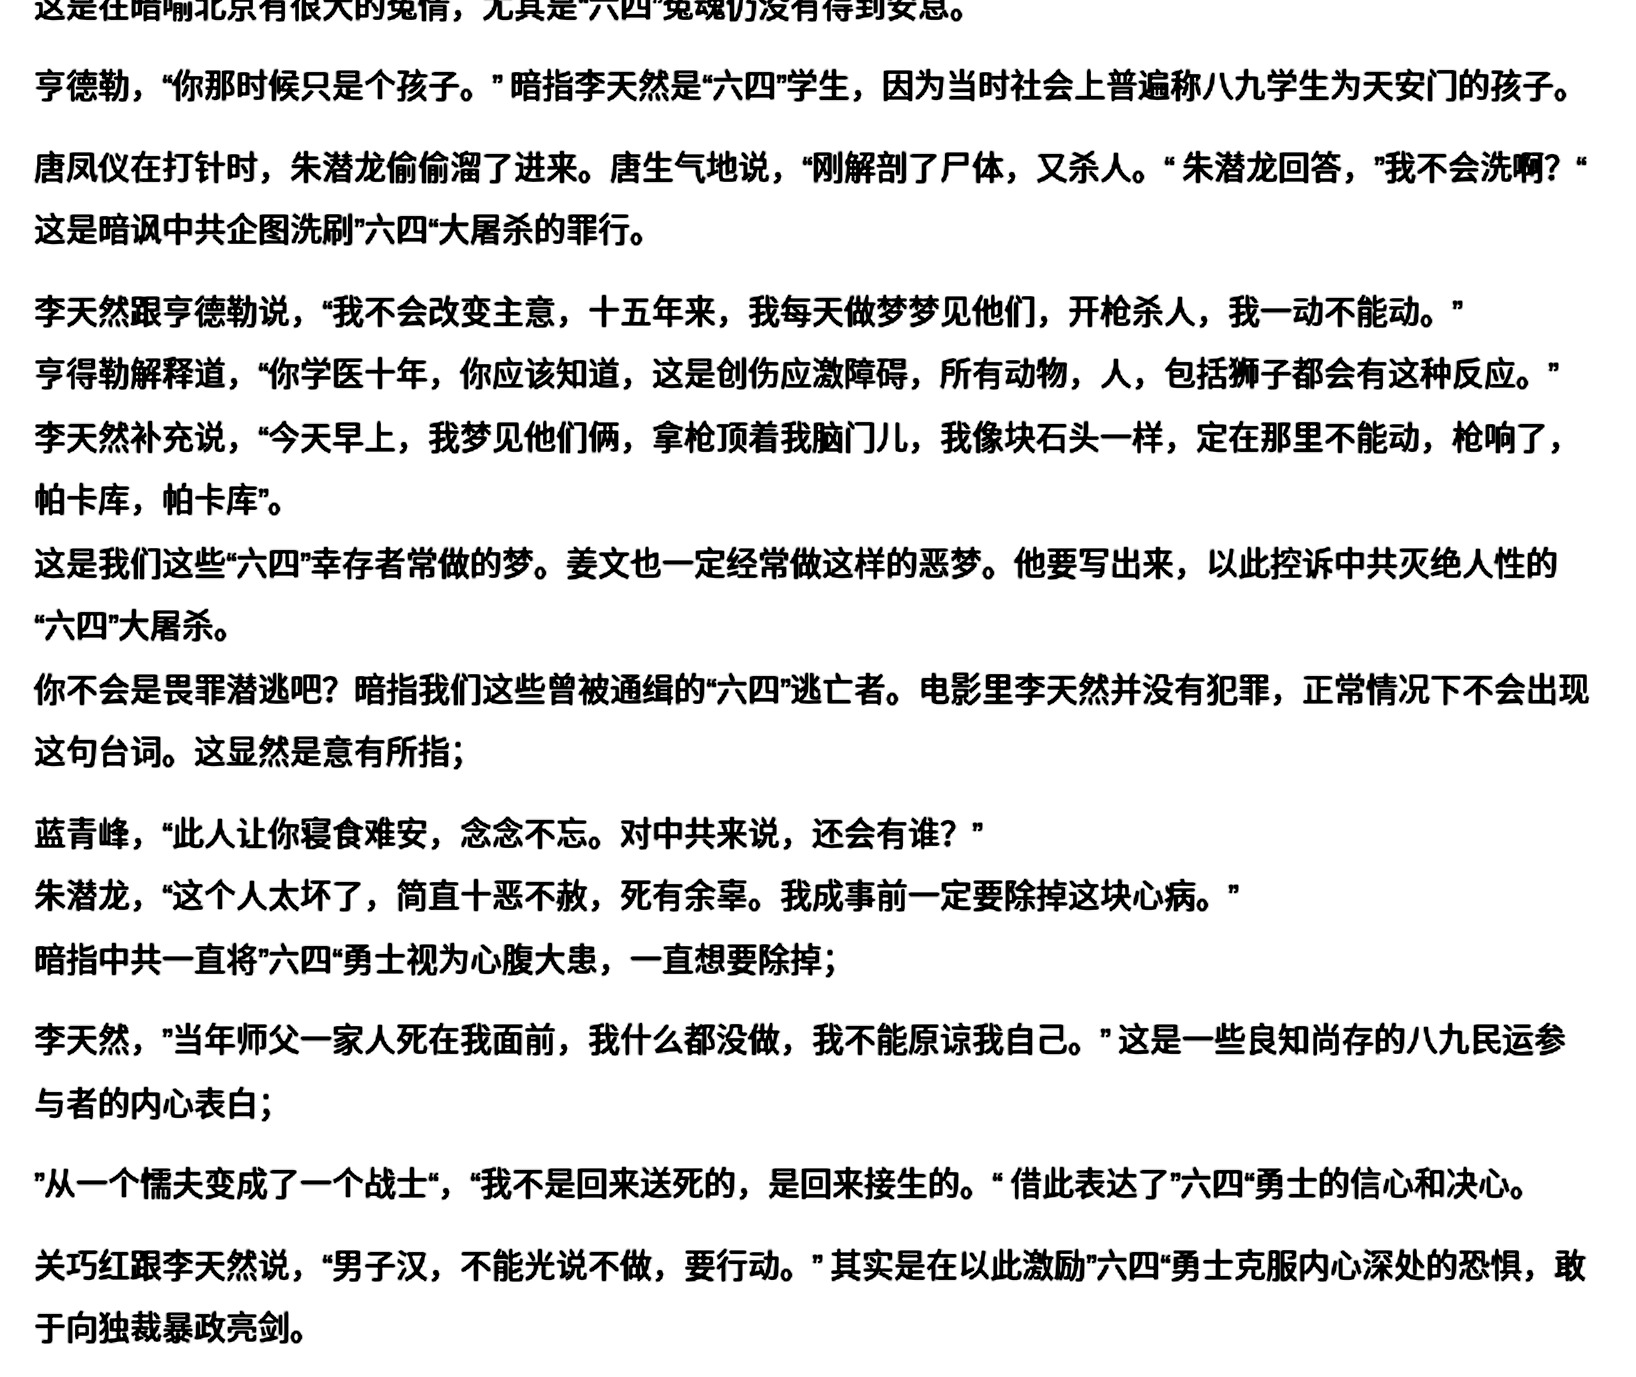 这是在暗喻北京有很大的冤情，尤其是“六四”冤魂仍没有得到安息。
亨德勒，“你那时候只是个孩子。” 暗指李天然是“六四”学生，因为当时社会上普遍称八九学生为天安门的孩子。
唐凤仪在打针时，朱潜龙偷偷溜了进来。唐生气地说，“刚解剖了尸体，又杀人。“ 朱潜龙回答，”我不会洗啊？“
这是暗讽中共企图洗刷”六四“大屠杀的罪行。
李天然跟亨德勒说，“我不会改变主意，十五年来，我每天做梦梦见他们，开枪杀人，我一动不能动。”
亨得勒解释道，“你学医十年，你应该知道，这是创伤应激障碍，所有动物，人，包括狮子都会有这种反应。”
李天然补充说，“今天早上，我梦见他们俩，拿枪顶着我脑门儿，我像块石头一样，定在那里不能动，枪响了，
帕卡库，帕卡库”。
这是我们这些“六四”幸存者常做的梦。姜文也一定经常做这样的恶梦。他要写出来，以此控诉中共灭绝人性的
“六四”大屠杀。
你不会是畏罪潜逃吧？暗指我们这些曾被通缉的“六四”逃亡者。电影里李天然并没有犯罪，正常情况下不会出现
这句台词。这显然是意有所指；
蓝青峰，“此人让你寝食难安，念念不忘。对中共来说，还会有谁？”
朱潜龙，“这个人太坏了，简直十恶不赦，死有余辜。我成事前一定要除掉这块心病。”
暗指中共一直将”六四“勇士视为心腹大患，一直想要除掉；
李天然，”当年师父一家人死在我面前，我什么都没做，我不能原谅我自己。” 这是一些良知尚存的八九民运参
与者的内心表白；
”从一个懦夫变成了一个战士“，“我不是回来送死的，是回来接生的。“ 借此表达了”六四“勇士的信心和决心。
关巧红跟李天然说，“男子汉，不能光说不做，要行动。” 其实是在以此激励”六四“勇士克服内心深处的恐惧，敢
于向独裁暴政亮剑。